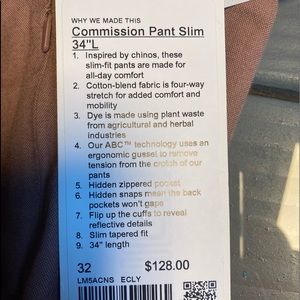 WHY WE MADE THIS
Commission Pant Slim
34"L
1. Inspired by chinos, these
slim-fit pants are made for
all-day comfort
2. Cotton-blend fabric is four-way
stretch for added comfort and
mobility
3. Dye is made using plant waste
from agricultural and herbal
industries
4. Our ABC™ technology uses an
ergonomic gusset to remove
tension from the crotch of our
pants
5. Hidden zippered pocket
6. Hidden snaps mean the back
pockets won't gape
7. Flip up the cuffs to reveal
reflective details
8. Slim tapered fit
9. 34" length
32 $128.00
LM5ACNS ECLY